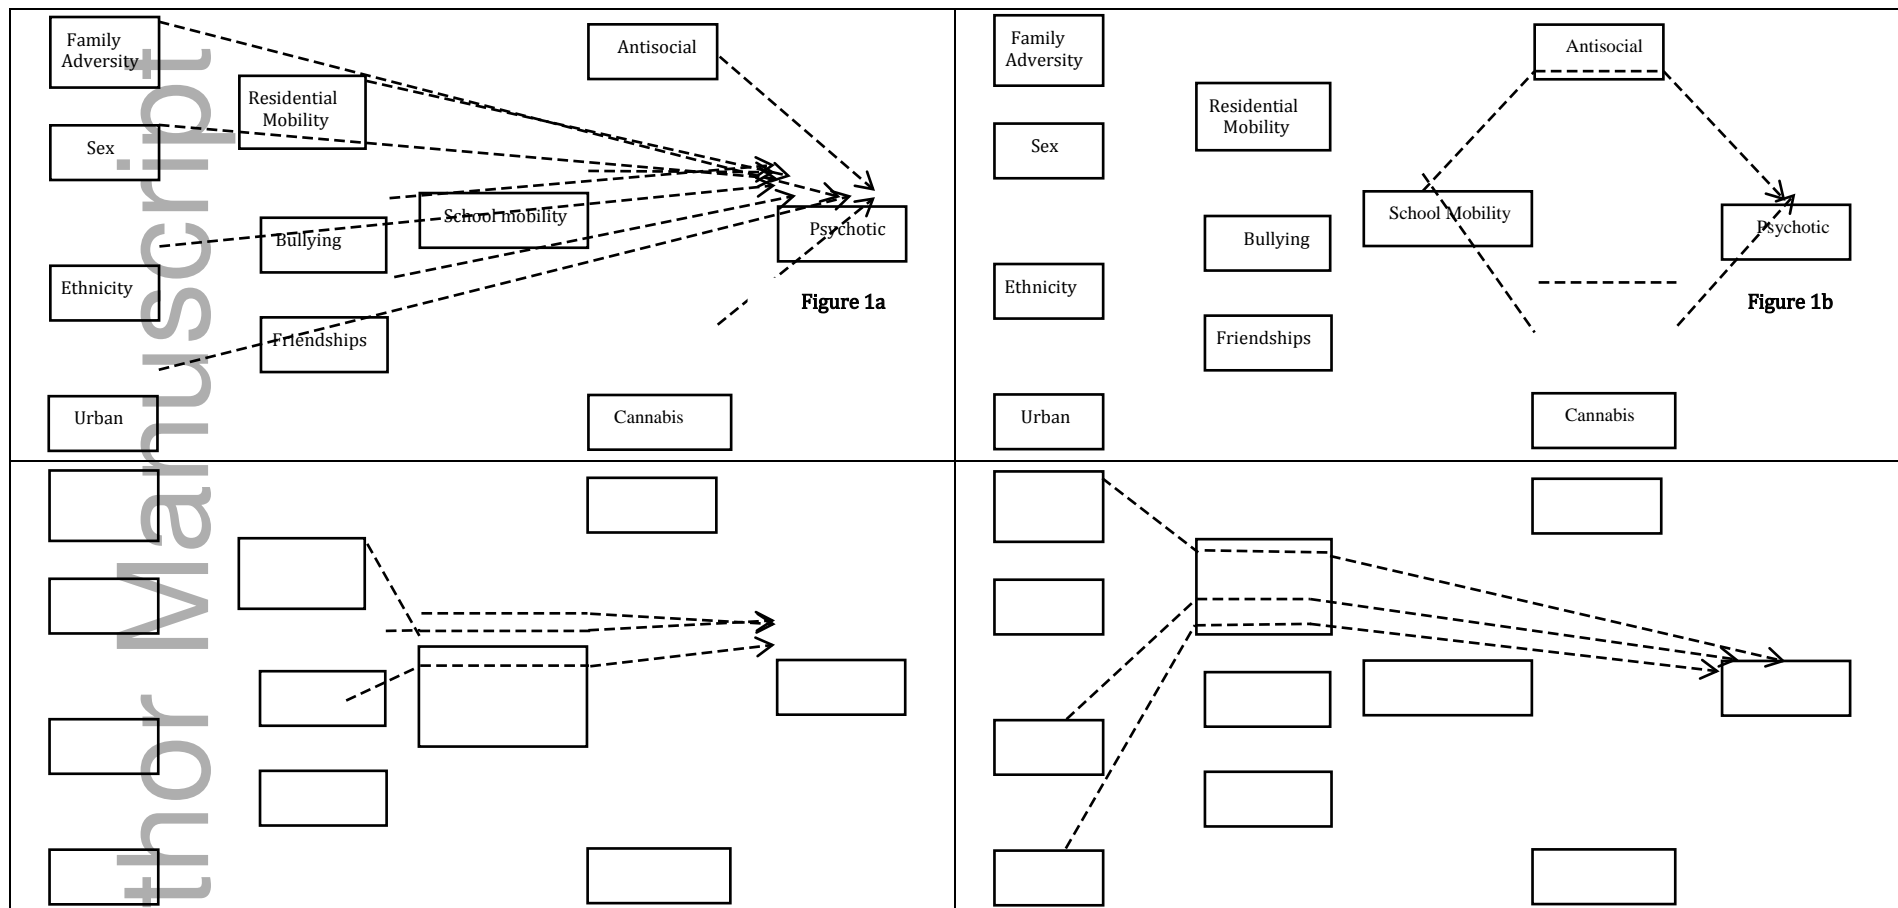 Family
Adversity
Antisocial
Residential
Mobility
Sex
School mobility
Psychotic
Bullying
Ethnicity
Figure 1a
Friendships
Urban
Cannabis
Family
Adversity
Antisocial
Residential
Mobility
Sex
School Mobility
Psychotic
Bullying
Ethnicity
Figure 1b
Friendships
Urban
Cannabis
thor Manuscript